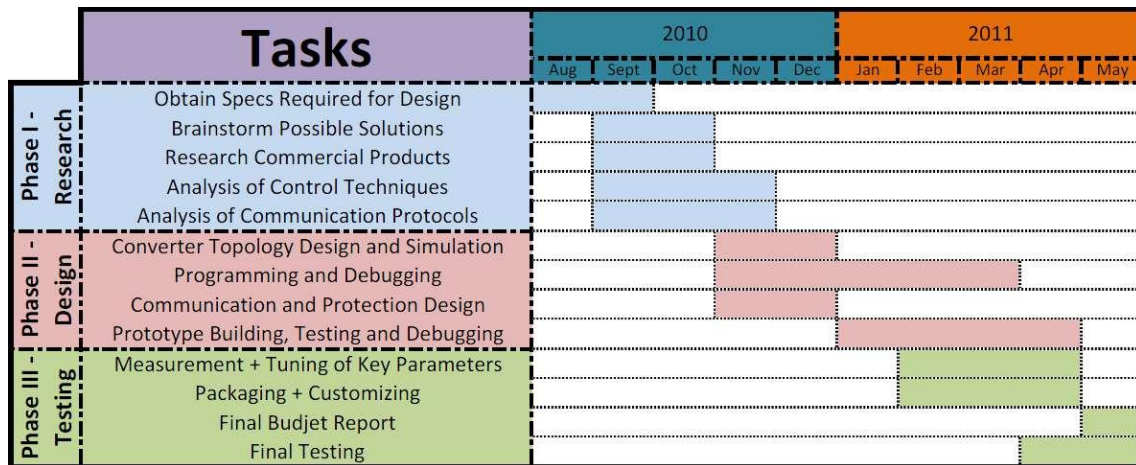 Tasks
2010
2011
Aug
Sept
Oct
Nov
Dec
Jan
Feb
Mar
Apr
May
Phase I -
Research
Obtain Specs Required for Design
Brainstorm Possible Solutions
Research Commercial Products
Analysis of Control Techniques
Analysis of Communication Protocols
Phase II -
Design
Converter Topology Design and Simulation
Programming and Debugging
Communication and Protection Design
Prototype Building, Testing and Debugging
Phase III -
Testing
Measurement + Tuning of Key Parameters
Packaging + Customizing
Final Budjet Report
Final Testing